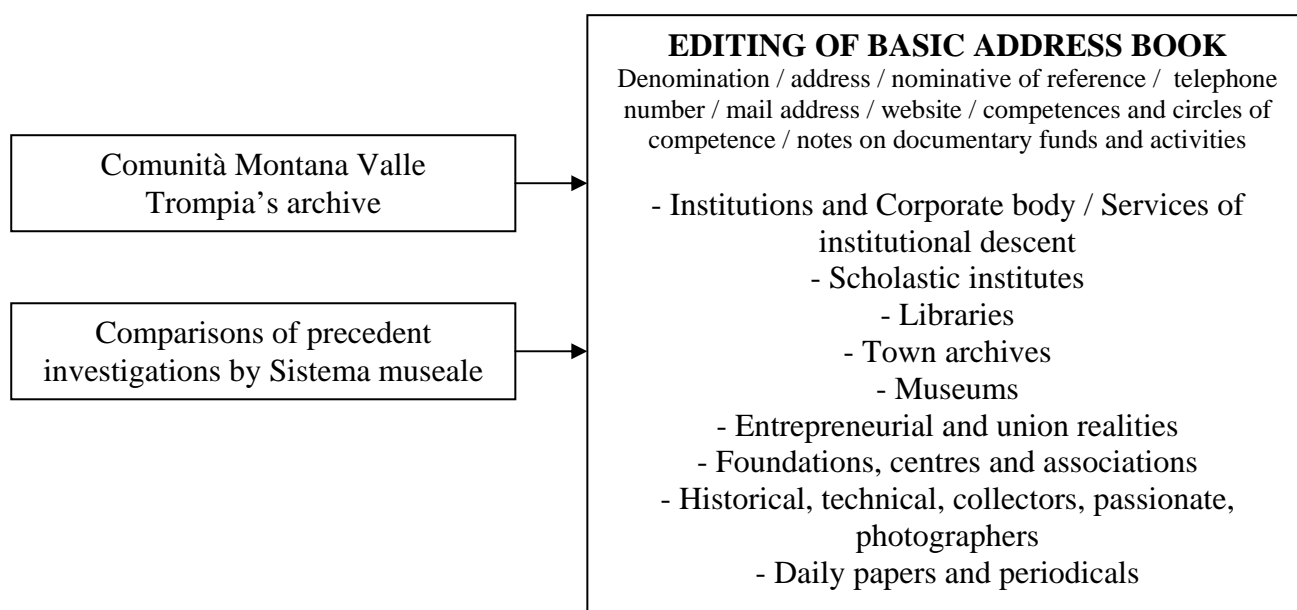 Comunità Montana Valle
Trompia’s archive
Comparisons of precedent
investigations by Sistema museale
EDITING OF BASIC ADDRESS BOOK
Denomination / address / nominative of reference / telephone
number / mail address / website / competences and circles of
competence / notes on documentary funds and activities
- Institutions and Corporate body / Services of
institutional descent
- Scholastic institutes
- Libraries
- Town archives
- Museums
- Entrepreneurial and union realities
- Foundations, centres and associations
- Historical, technical, collectors, passionate,
photographers
- Daily papers and periodicals